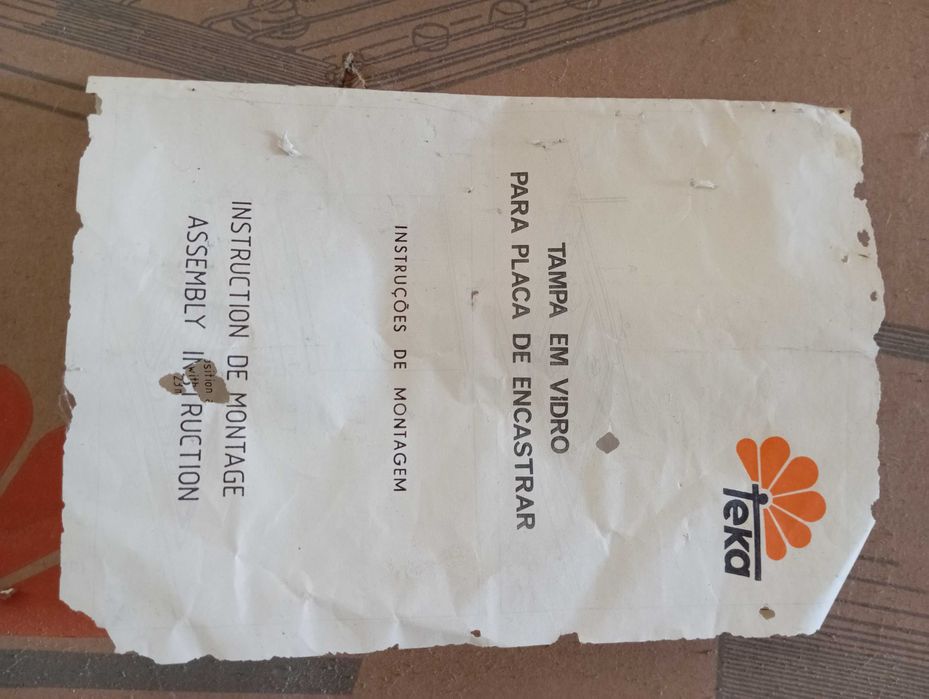 Teka
TAMPA EM VIDRO
PARA PLACA DE ENCASTRAR
INSTRUÇÕES DE MONTAGEM
INSTRUCTION DE MONTAGE
ASSEMBLY INSTRUCTION